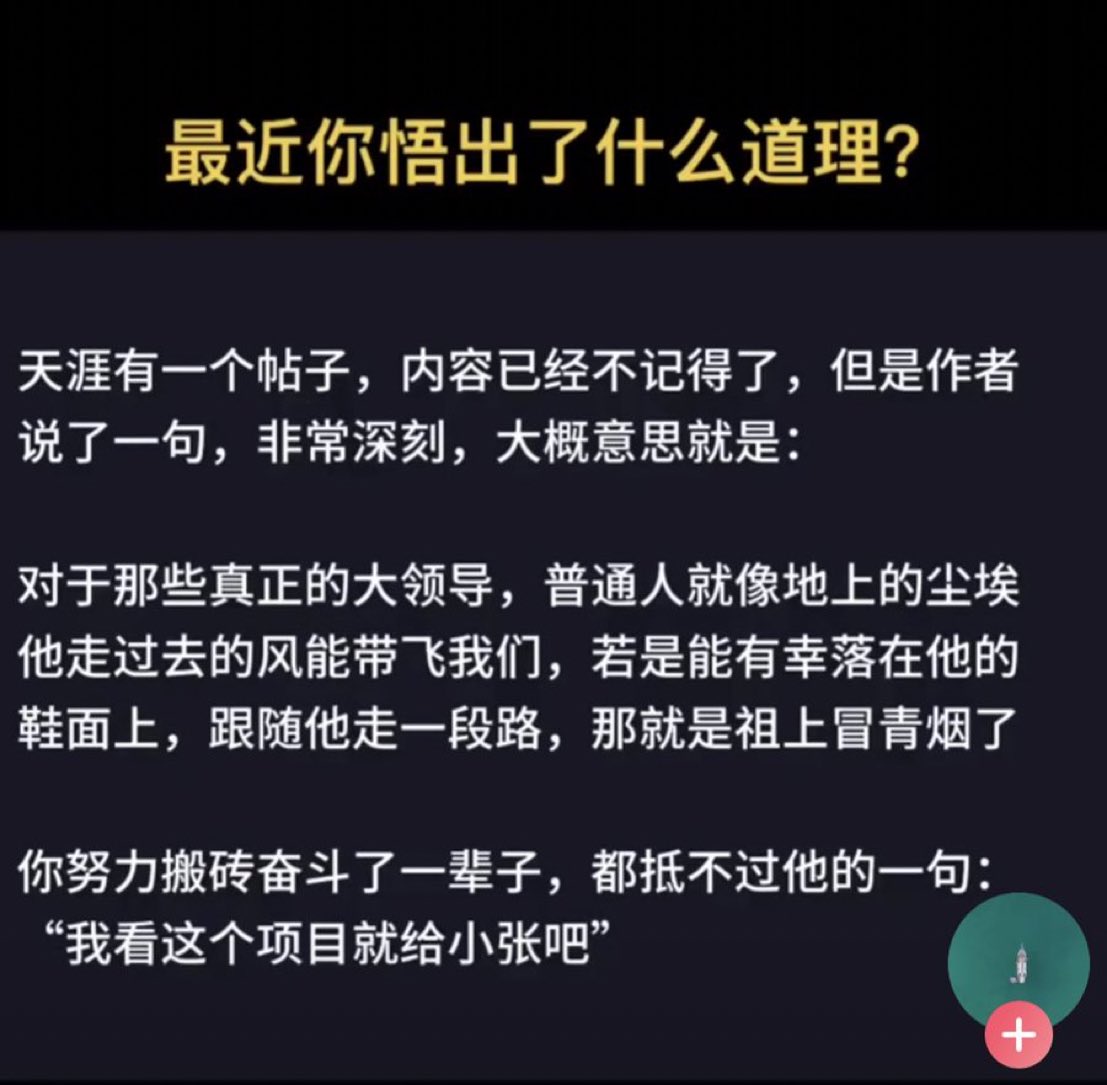 最近你悟出了什么道理?
天涯有一个帖子，内容已经不记得了，但是作者
说了一句，非常深刻，大概意思就是：
对于那些真正的大领导，普通人就像地上的尘埃
他走过去的风能带飞我们，若是能有幸落在他的
鞋面上，跟随他走一段路，那就是祖上冒青烟了
你努力搬砖奋斗了一辈子，都抵不过他的一句：
“我看这个项目就给小张吧”